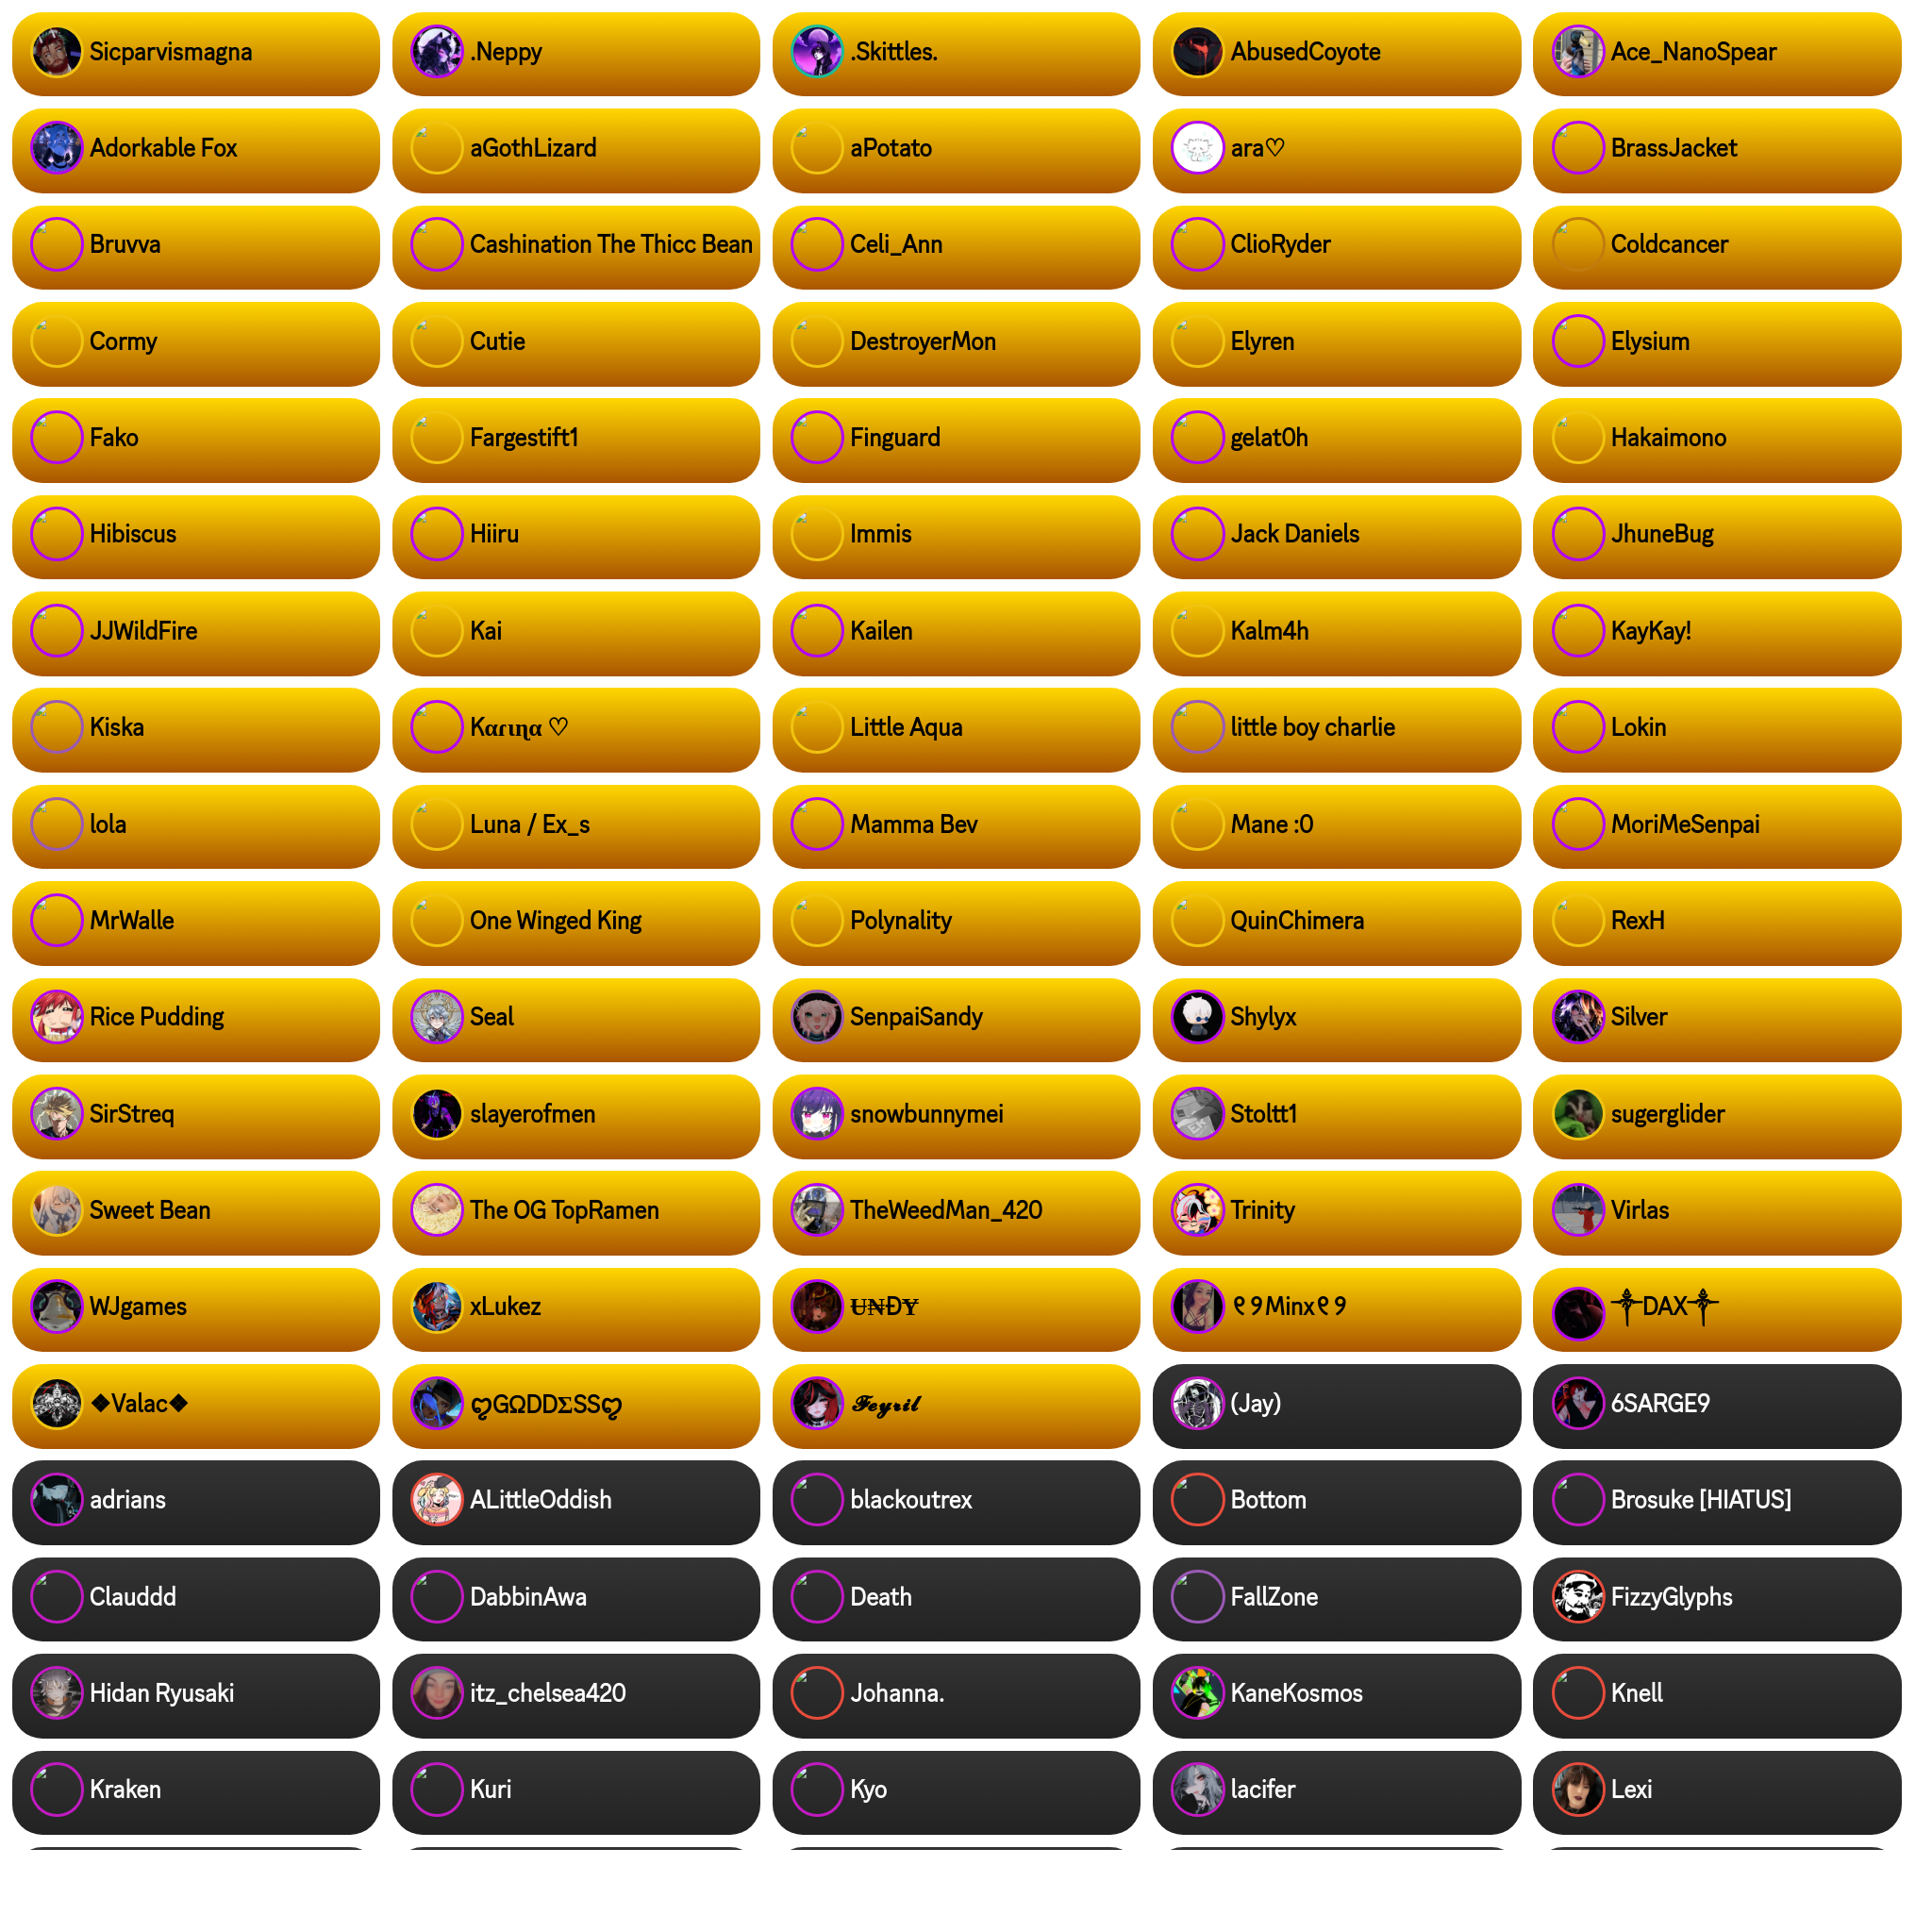 Sicparvismagna
.Neppy
.Skittles.
AbusedCoyote
Ace_NanoSpear
Adorkable Fox
aGothLizard
aPotato
ara♡
BrassJacket
Bruvva
Cashination The Thicc Bean
Celi_Ann
ClioRyder
Coldcancer
Cormy
Cutie
DestroyerMon
Elyren
Elysium
Fako
Fargestift1
Finguard
gelat0h
Hakaimono
Hibiscus
Hiiru
Immis
Jack Daniels
JhuneBug
JJWildFire
Kai
Kailen
Kalm4h
KayKay!
Kiska
Kαɾιɳα ♡
Little Aqua
little boy charlie
Lokin
lola
Luna / Ex_s
Mamma Bev
Mane :0
MoriMeSenpai
MrWalle
One Winged King
Polynality
QuinChimera
RexH
Rice Pudding
Seal
SenpaiSandy
Shylyx
Silver
SirStreq
slayerofmen
snowbunnymei
Stoltt1
sugerglider
Sweet Bean
The OG TopRamen
TheWeedMan_420
Trinity
Virlas
WJgames
xLukez
U̶N̶ĐɎ
୧୨Minx୧୨
༒DAX༒
❖Valac❖
ღGΩDDΣSSღ
𝓕𝓮𝔂𝓻𝓲𝓵
(Jay)
6SARGE9
adrians
ALittleOddish
blackoutrex
Bottom
Brosuke [HIATUS]
Clauddd
DabbinAwa
Death
FallZone
FizzyGlyphs
Hidan Ryusaki
itz_chelsea420
Johanna.
KaneKosmos
Knell
Kraken
Kuri
Kyo
lacifer
Lexi